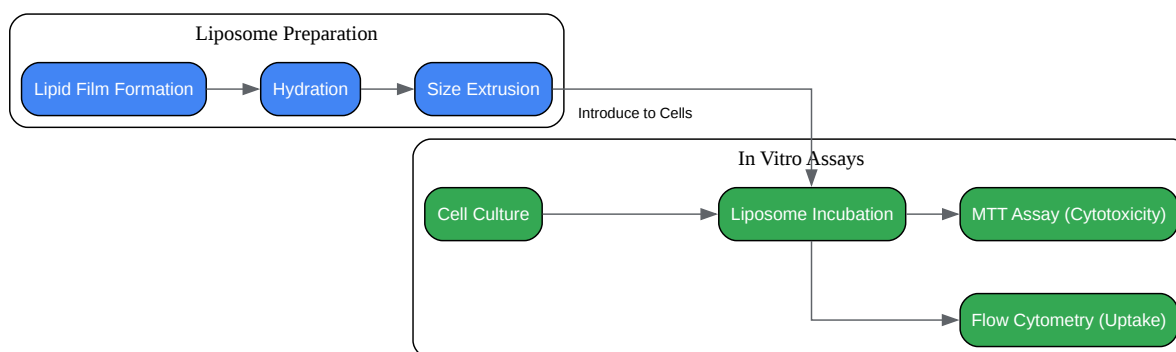 Liposome Preparation
Lipid Film Formation
Hydration
Size Extrusion
Introduce to Cells
In Vitro Assays
Cell Culture
Liposome Incubation
MTT Assay (Cytotoxicity)
Flow Cytometry (Uptake)